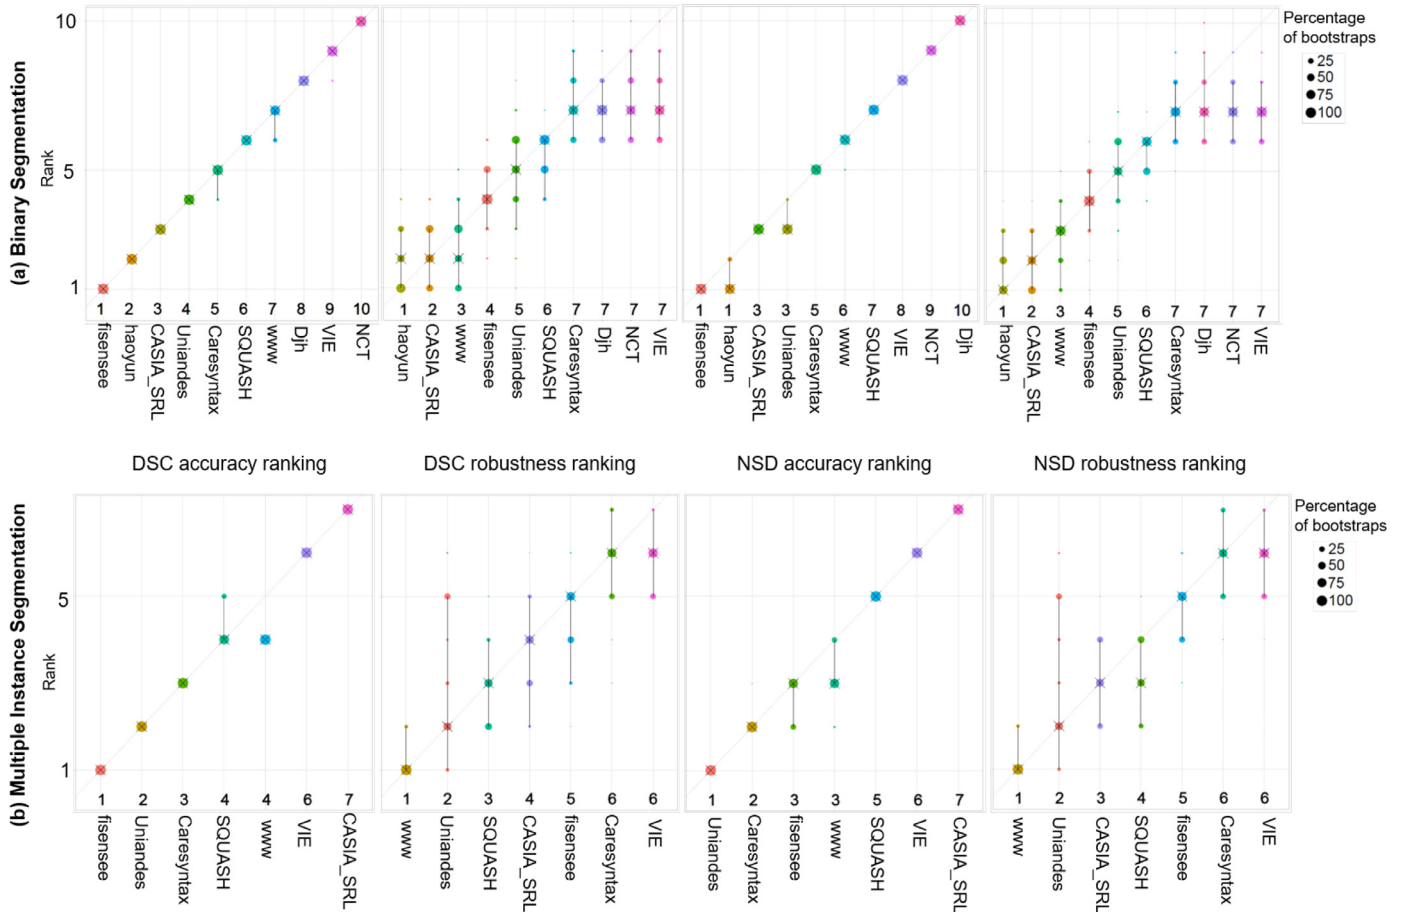 (a) Binary Segmentation
Rank
10
5
1
1 2 3 4 5 6 7 8 9 10
fisensee haoyun CASIA_SRL Uniandes Caresyntax SQUASH www Djh VIE NCT
DSC accuracy ranking
1 2 3 4 5 6 7 7 7 7
haoyun CASIA_SRL www fisensee Uniandes SQUASH Caresyntax Djh NCT VIE
DSC robustness ranking
1 1 3 3 5 6 7 8 9 10
fisensee haoyun CASIA_SRL Uniandes Caresyntax www SQUASH VIE NCT Djh
NSD accuracy ranking
1 2 3 4 5 6 7 7 7 7
haoyun CASIA_SRL www fisensee Uniandes SQUASH Caresyntax Djh NCT VIE
NSD robustness ranking
Percentage
of bootstraps
25
50
75
100
(b) Multiple Instance Segmentation
Rank
5
1
1 2 3 4 4 6 7
fisensee Uniandes Caresyntax SQUASH www VIE CASIA_SRL
1 2 3 4 5 6 6
www Uniandes SQUASH CASIA_SRL fisensee Caresyntax VIE
1 2 3 3 5 6 7
Uniandes Caresyntax fisensee www SQUASH VIE CASIA_SRL
1 2 3 4 5 6 6
www Uniandes CASIA_SRL SQUASH fisensee Caresyntax VIE
Percentage
of bootstraps
25
50
75
100